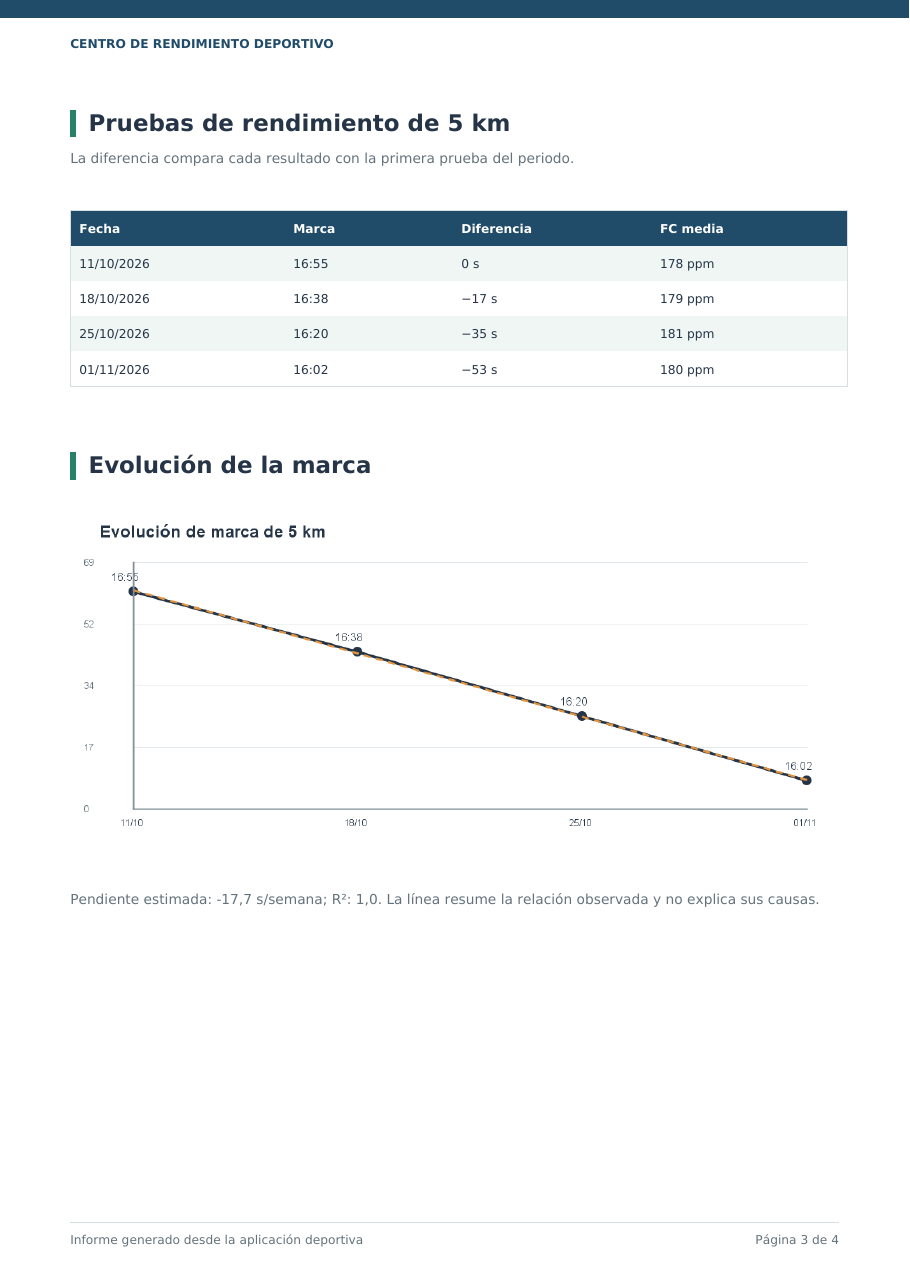 CENTRO DE RENDIMIENTO DEPORTIVO
Pruebas de rendimiento de 5 km
La diferencia compara cada resultado con la primera prueba del periodo.
Fecha Marca Diferencia FC media
11/10/2026 16:55 0 s 178 ppm
18/10/2026 16:38 −17 s 179 ppm
25/10/2026 16:20 −35 s 181 ppm
01/11/2026 16:02 −53 s 180 ppm
Evolución de la marca
Evolución de marca de 5 km
69
16:55
52
16:38
34
16:20
17
16:02
0
11/10 18/10 25/10 01/11
Pendiente estimada: -17,7 s/semana; R²: 1,0. La línea resume la relación observada y no explica sus causas.
Informe generado desde la aplicación deportiva Página 3 de 4